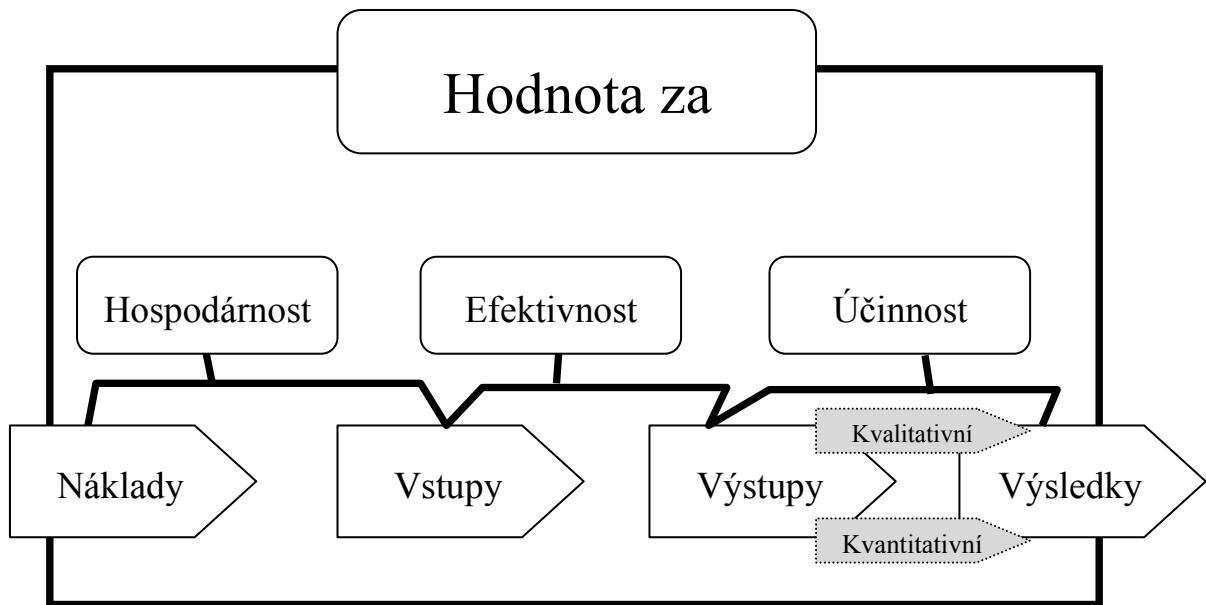 Hodnota za
Hospodárnost
Efektivnost
Účinnost
Kvalitativní
Náklady
Vstupy
Výstupy
Výsledky
Kvantitativní